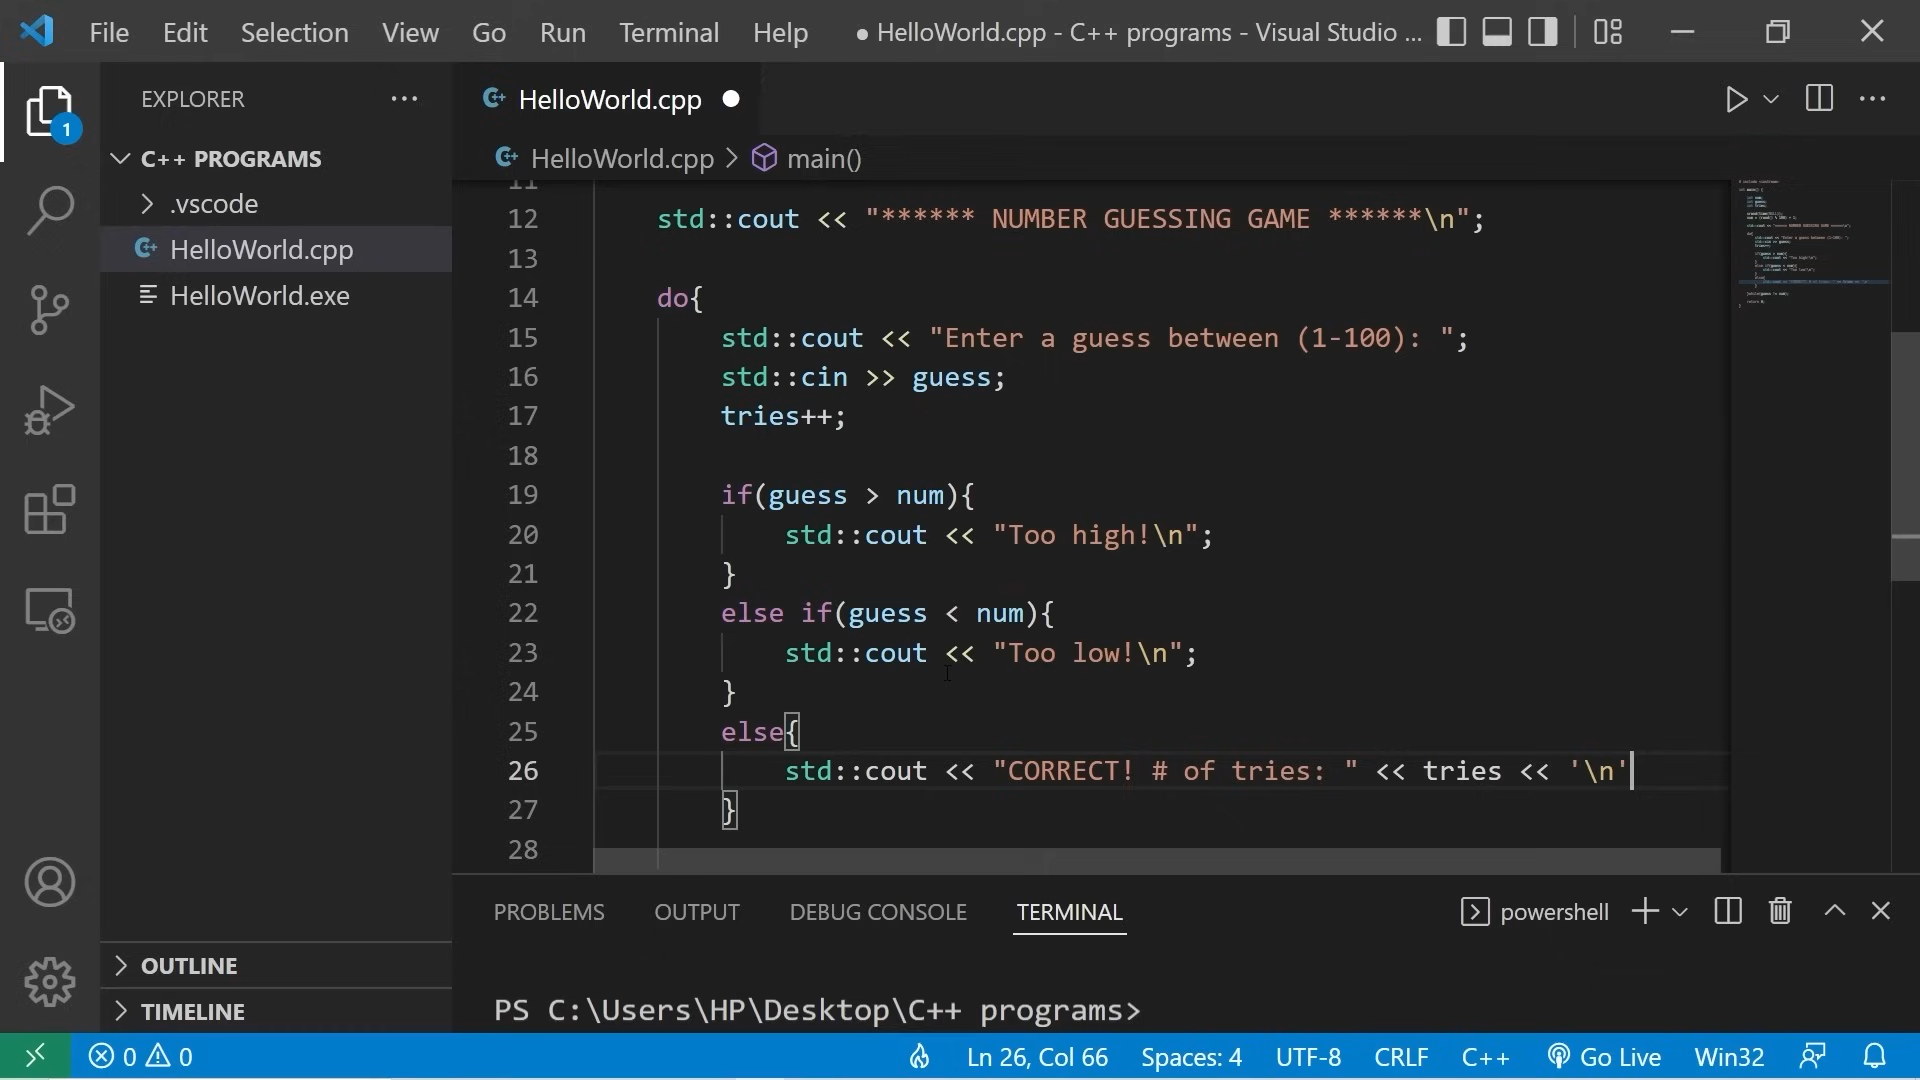 File Edit Selection View Go Run Terminal Help ● HelloWorld.cpp - C++ programs - Visual Studio ...
EXPLORER
C++ PROGRAMS
.vscode
HelloWorld.cpp
HelloWorld.exe
OUTLINE
TIMELINE
1
HelloWorld.cpp
HelloWorld.cpp > main()
11
12 std::cout << "****** NUMBER GUESSING GAME ******\n";
13
14 do{
15 std::cout << "Enter a guess between (1-100): ";
16 std::cin >> guess;
17 tries++;
18
19 if(guess > num){
20 std::cout << "Too high!\n";
21 }
22 else if(guess < num){
23 std::cout << "Too low!\n";
24 }
25 else{
26 std::cout << "CORRECT! # of tries: " << tries << '\n'
27 }
28
PROBLEMS OUTPUT DEBUG CONSOLE TERMINAL powershell
PS C:\Users\HP\Desktop\C++ programs>
0 0 Ln 26, Col 66 Spaces: 4 UTF-8 CRLF C++ Go Live Win32